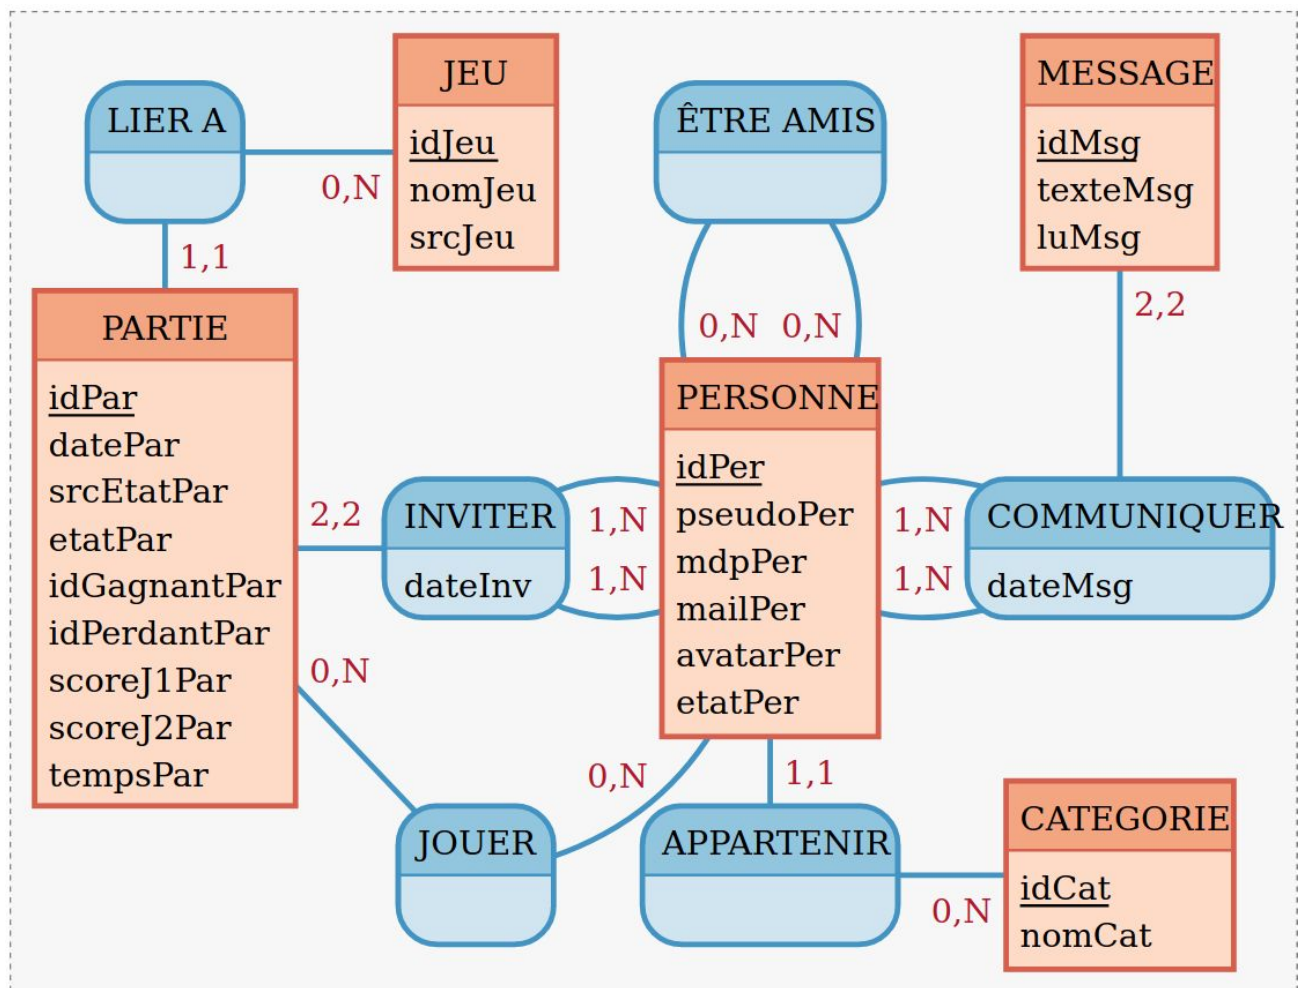 LIER A
0,N
1,1
JEU
idJeu
nomJeu
srcJeu
ÊTRE AMIS
0,N 0,N
MESSAGE
idMsg
texteMsg
luMsg
2,2
PARTIE
idPar
datePar
srcEtatPar
etatPar
idGagnantPar
idPerdantPar
scoreJ1Par
scoreJ2Par
tempsPar
2,2
0,N
INVITER
dateInv
1,N
1,N
PERSONNE
idPer
pseudoPer
mdpPer
mailPer
avatarPer
etatPer
1,N
1,N
COMMUNIQUER
dateMsg
0,N
1,1
JOUER
APPARTENIR
0,N
CATEGORIE
idCat
nomCat